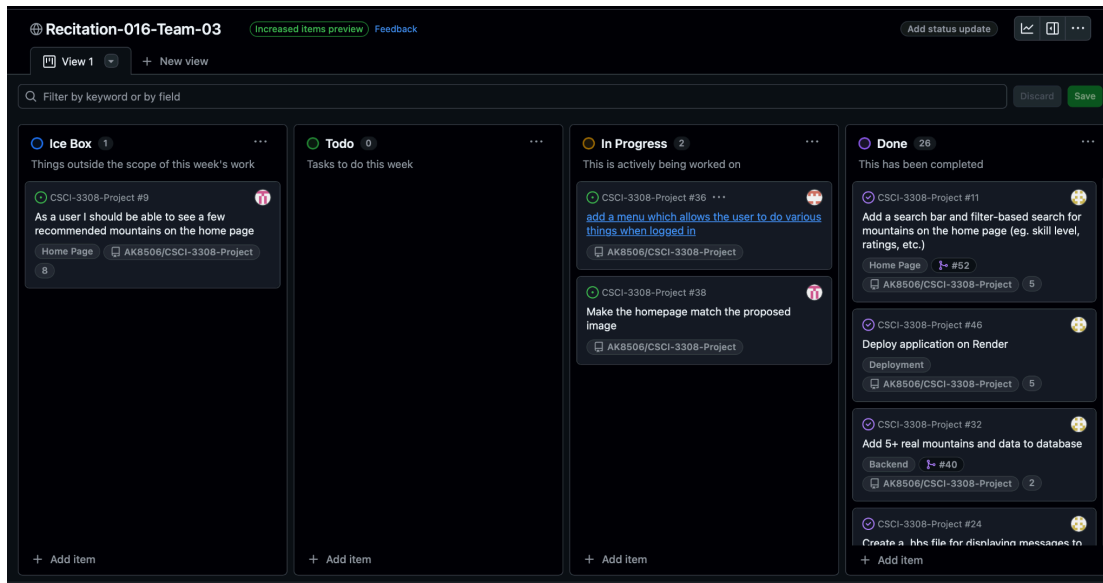 Recitation-016-Team-03
Increased items preview
Feedback
Add status update
View 1
New view
Filter by keyword or by field
Discard
Save
Ice Box 1
Things outside the scope of this week's work
CSCI-3308-Project #9
As a user I should be able to see a few
recommended mountains on the home page
Home Page
AK8506/CSCI-3308-Project
8
Add item
Todo 0
Tasks to do this week
Add item
In Progress 2
This is actively being worked on
CSCI-3308-Project #36
add a menu which allows the user to do various
things when logged in
AK8506/CSCI-3308-Project
CSCI-3308-Project #38
Make the homepage match the proposed
image
AK8506/CSCI-3308-Project
Add item
Done 26
This has been completed
CSCI-3308-Project #11
Add a search bar and filter-based search for
mountains on the home page (eg. skill level,
ratings, etc.)
Home Page #52
AK8506/CSCI-3308-Project 5
CSCI-3308-Project #46
Deploy application on Render
Deployment
AK8506/CSCI-3308-Project 5
CSCI-3308-Project #32
Add 5+ real mountains and data to database
Backend #40
AK8506/CSCI-3308-Project 2
CSCI-3308-Project #24
Create a .hbs file for displaying messages to
Add item